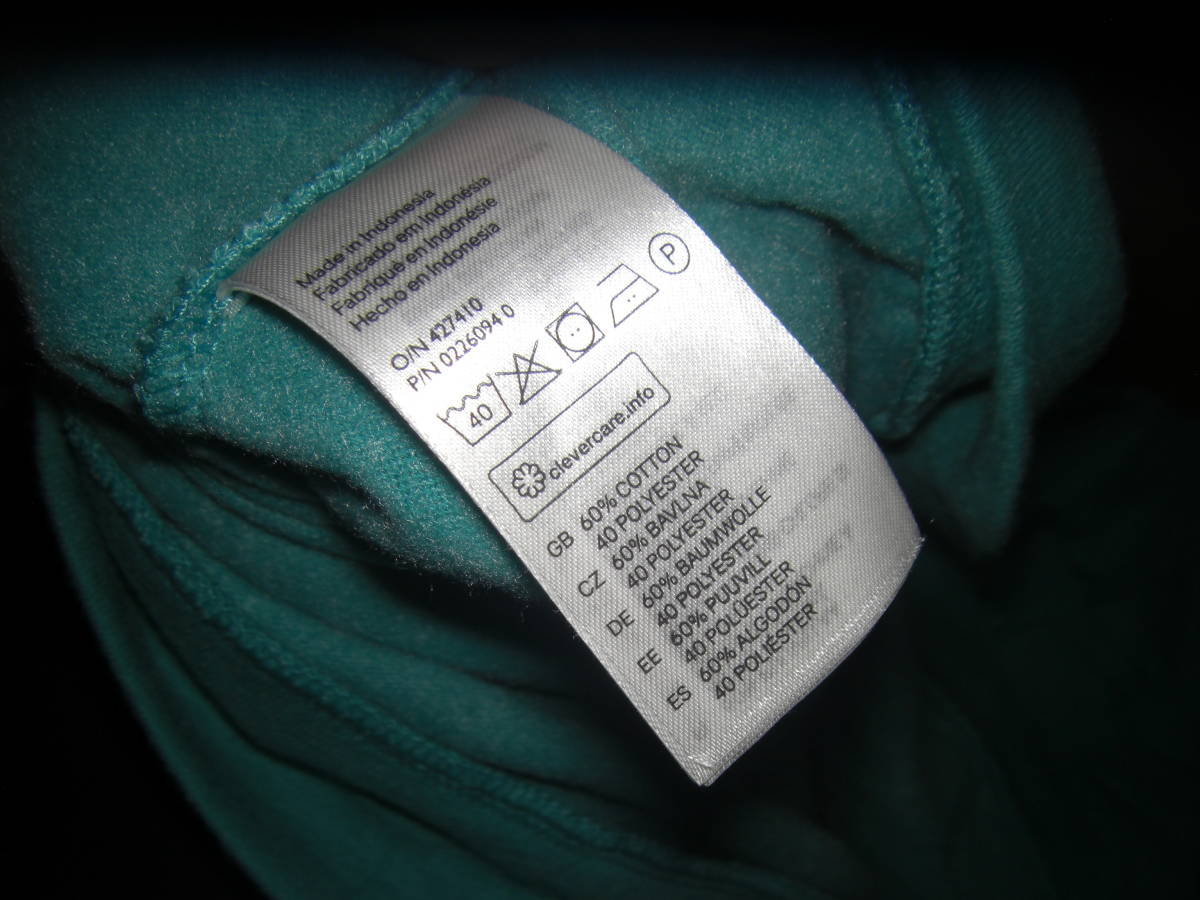 Made in Indonesia
Fabricado em Indonésia
Fabriqué en Indonésie
Hecho en Indonesia
O/N 427410
P/N 0226094 0
40
P
clevercare.info
GB 60% COTTON
40 POLYESTER
CZ 60% BAVLNA
40 POLYESTER
DE 60% BAUMWOLLE
40 POLYESTER
EE 60% PUUVILL
40 POLÜESTER
ES 60% ALGODÓN
40 POLIÉSTER